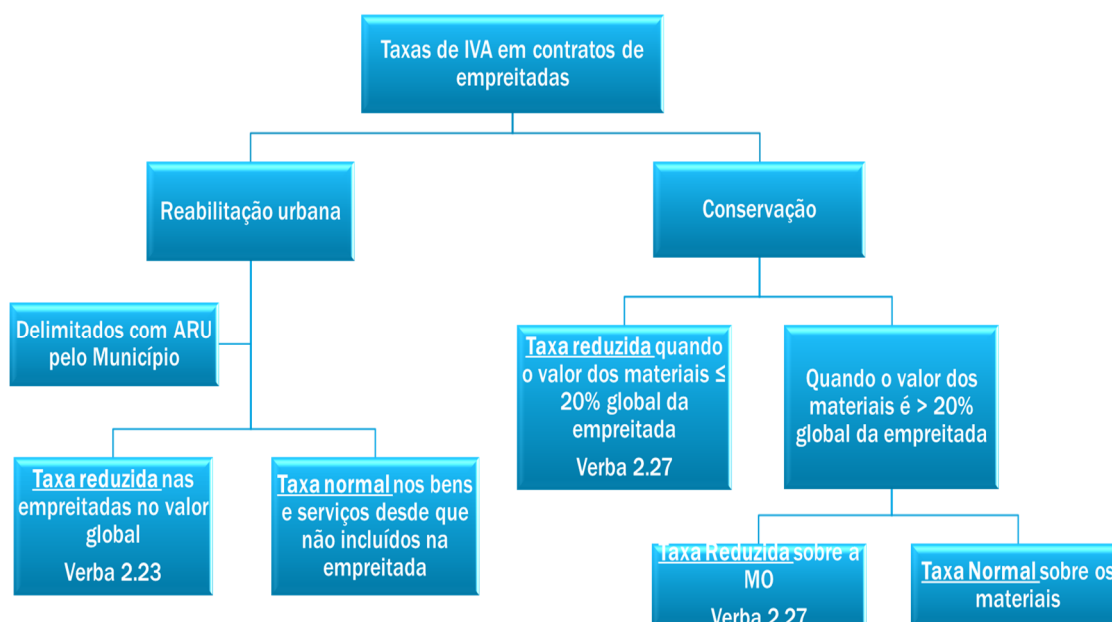 Taxas de IVA em contratos de
empreitadas
Reabilitação urbana
Conservação
Delimitados com ARU
pelo Município
Taxa reduzida nas
empreitadas no valor
global
Verba 2.23
Taxa normal nos bens
e serviços desde que
não incluídos na
empreitada
Taxa reduzida quando
o valor dos materiais ≤
20% global da
empreitada
Verba 2.27
Quando o valor dos
materiais é > 20%
global da empreitada
Taxa Reduzida sobre a
MO
Verba 2.27
Taxa Normal sobre os
materiais